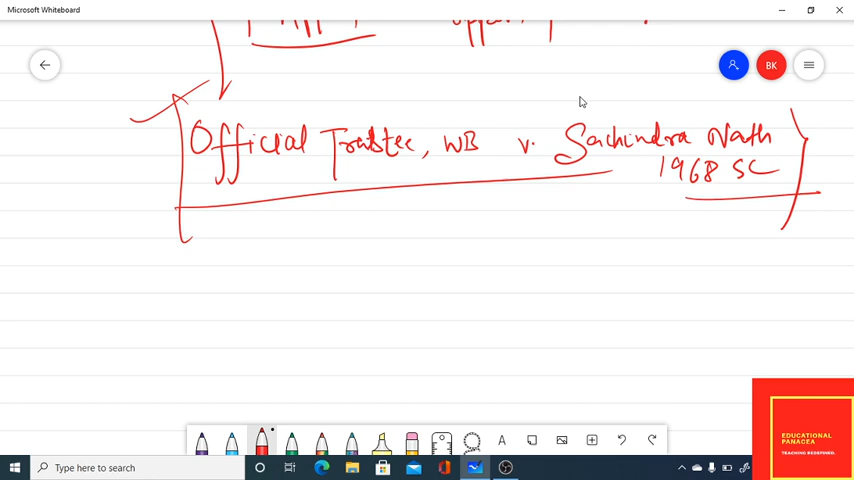 Microsoft Whiteboard
BK
Official Trustee, WB v. Sachindra Nath
1968 SC
A
EDUCATIONAL
PANACEA
TEACHING REDEFINED.
Type here to search